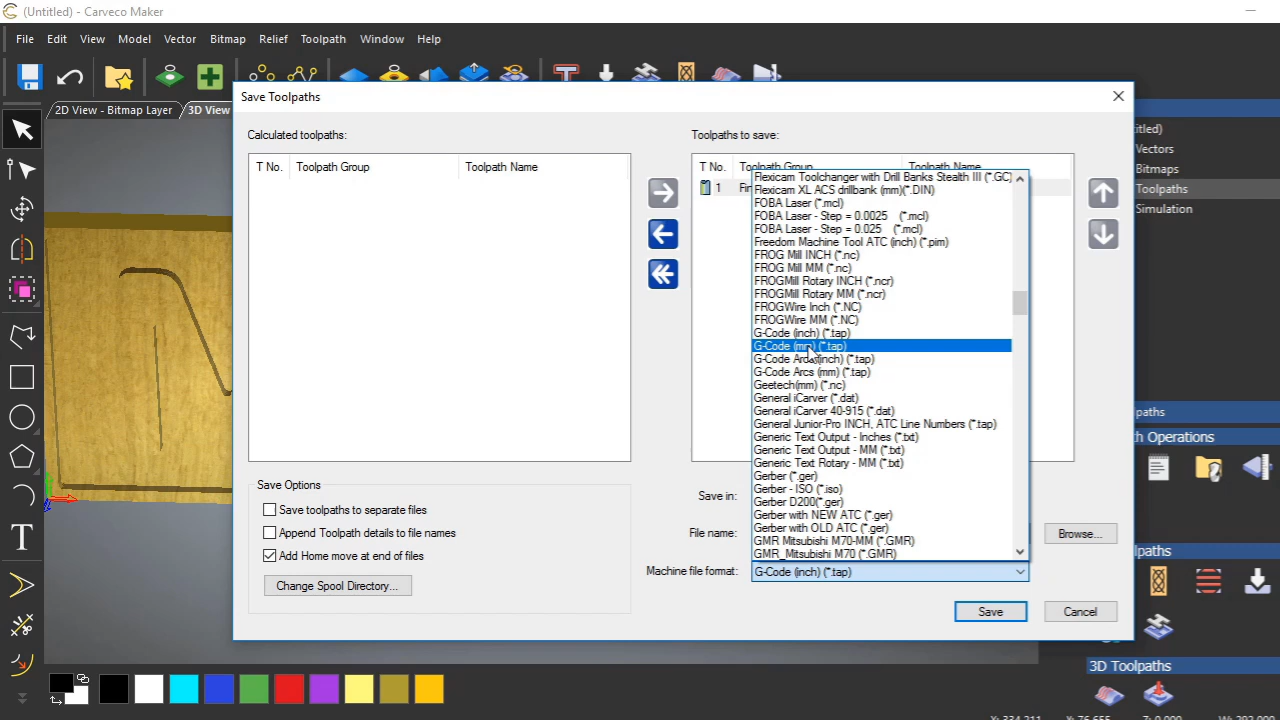 (Untitled) - Carveco Maker
File Edit View Model Vector Bitmap Relief Toolpath Window Help
2D View - Bitmap Layer
3D View
Save Toolpaths
Calculated toolpaths:
T No. Toolpath Group Toolpath Name
Toolpaths to save:
T No. Toolpath Group Toolpath Name
1
Flexicam Toolchanger with Drill Banks Stealth III (*.GC)
Flexicam XL ACS drillbank (mm)(*.DIN)
FOBA Laser (*.mcl)
FOBA Laser - Step = 0.0025 (*.mcl)
FOBA Laser - Step = 0.025 (*.mcl)
Freedom Machine Tool ATC (inch) (*.pim)
FROG Mill INCH (*.nc)
FROG Mill MM (*.nc)
FROGMill Rotary INCH (*.ncr)
FROGMill Rotary MM (*.ncr)
FROGWire Inch (*.NC)
FROGWire MM (*.NC)
G-Code (inch) (*.tap)
G-Code (mm) (*.tap)
G-Code Arcs (inch) (*.tap)
G-Code Arcs (mm) (*.tap)
Geetech(mm) (*.nc)
General iCarver (*.dat)
General iCarver 40-915 (*.dat)
General Junior-Pro INCH, ATC Line Numbers (*.tap)
Generic Text Output - Inches (*.txt)
Generic Text Output - MM (*.txt)
Generic Text Rotary - MM (*.txt)
Gerber (*.ger)
Gerber - ISO (*.iso)
Gerber D200(*.ger)
Gerber with NEW ATC (*.ger)
Gerber with OLD ATC (*.ger)
GMR Mitsubishi M70-MM (*.GMR)
GMR_Mitsubishi M70 (*.GMR)
Save Options
Save toolpaths to separate files
Append Toolpath details to file names
Add Home move at end of files
Change Spool Directory...
Save in:
File name:
Browse...
Machine file format:
G-Code (inch) (*.tap)
Save
Cancel
titled)
Vectors
Bitmaps
Toolpaths
Simulation
paths
h Operations
lpaths
3D Toolpaths
T